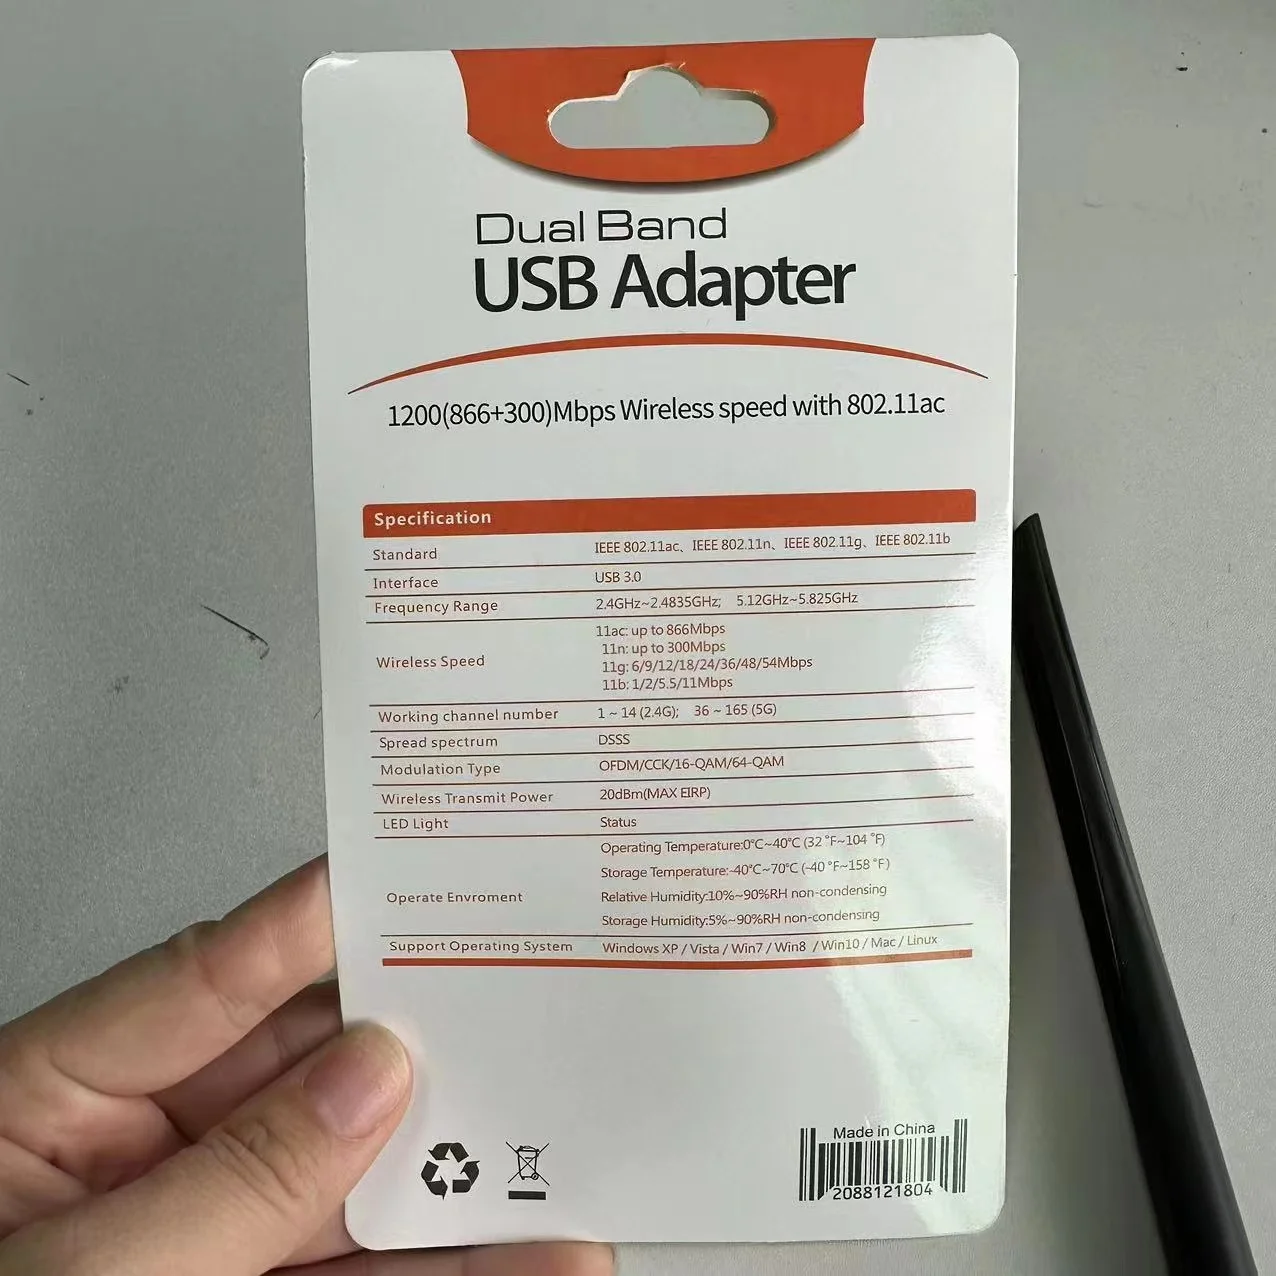 Dual Band
USB Adapter
1200(866+300)Mbps Wireless speed with 802.11ac
Specification
Standard IEEE 802.11ac、IEEE 802.11n、IEEE 802.11g、IEEE 802.11b
Interface USB 3.0
Frequency Range 2.4GHz~2.4835GHz; 5.12GHz~5.825GHz
Wireless Speed
11ac: up to 866Mbps
11n: up to 300Mbps
11g: 6/9/12/18/24/36/48/54Mbps
11b: 1/2/5.5/11Mbps
Working channel number 1 ~ 14 (2.4G); 36 ~ 165 (5G)
Spread spectrum DSSS
Modulation Type OFDM/CCK/16-QAM/64-QAM
Wireless Transmit Power 20dBm(MAX EIRP)
LED Light Status
Operate Enviroment
Operating Temperature:0°C~40°C (32 °F~104 °F)
Storage Temperature:-40°C~70°C (-40 °F~158 °F)
Relative Humidity:10%~90%RH non-condensing
Storage Humidity:5%~90%RH non-condensing
Support Operating System Windows XP / Vista / Win7 / Win8 / Win10 / Mac / Linux
Made in China
2088121804